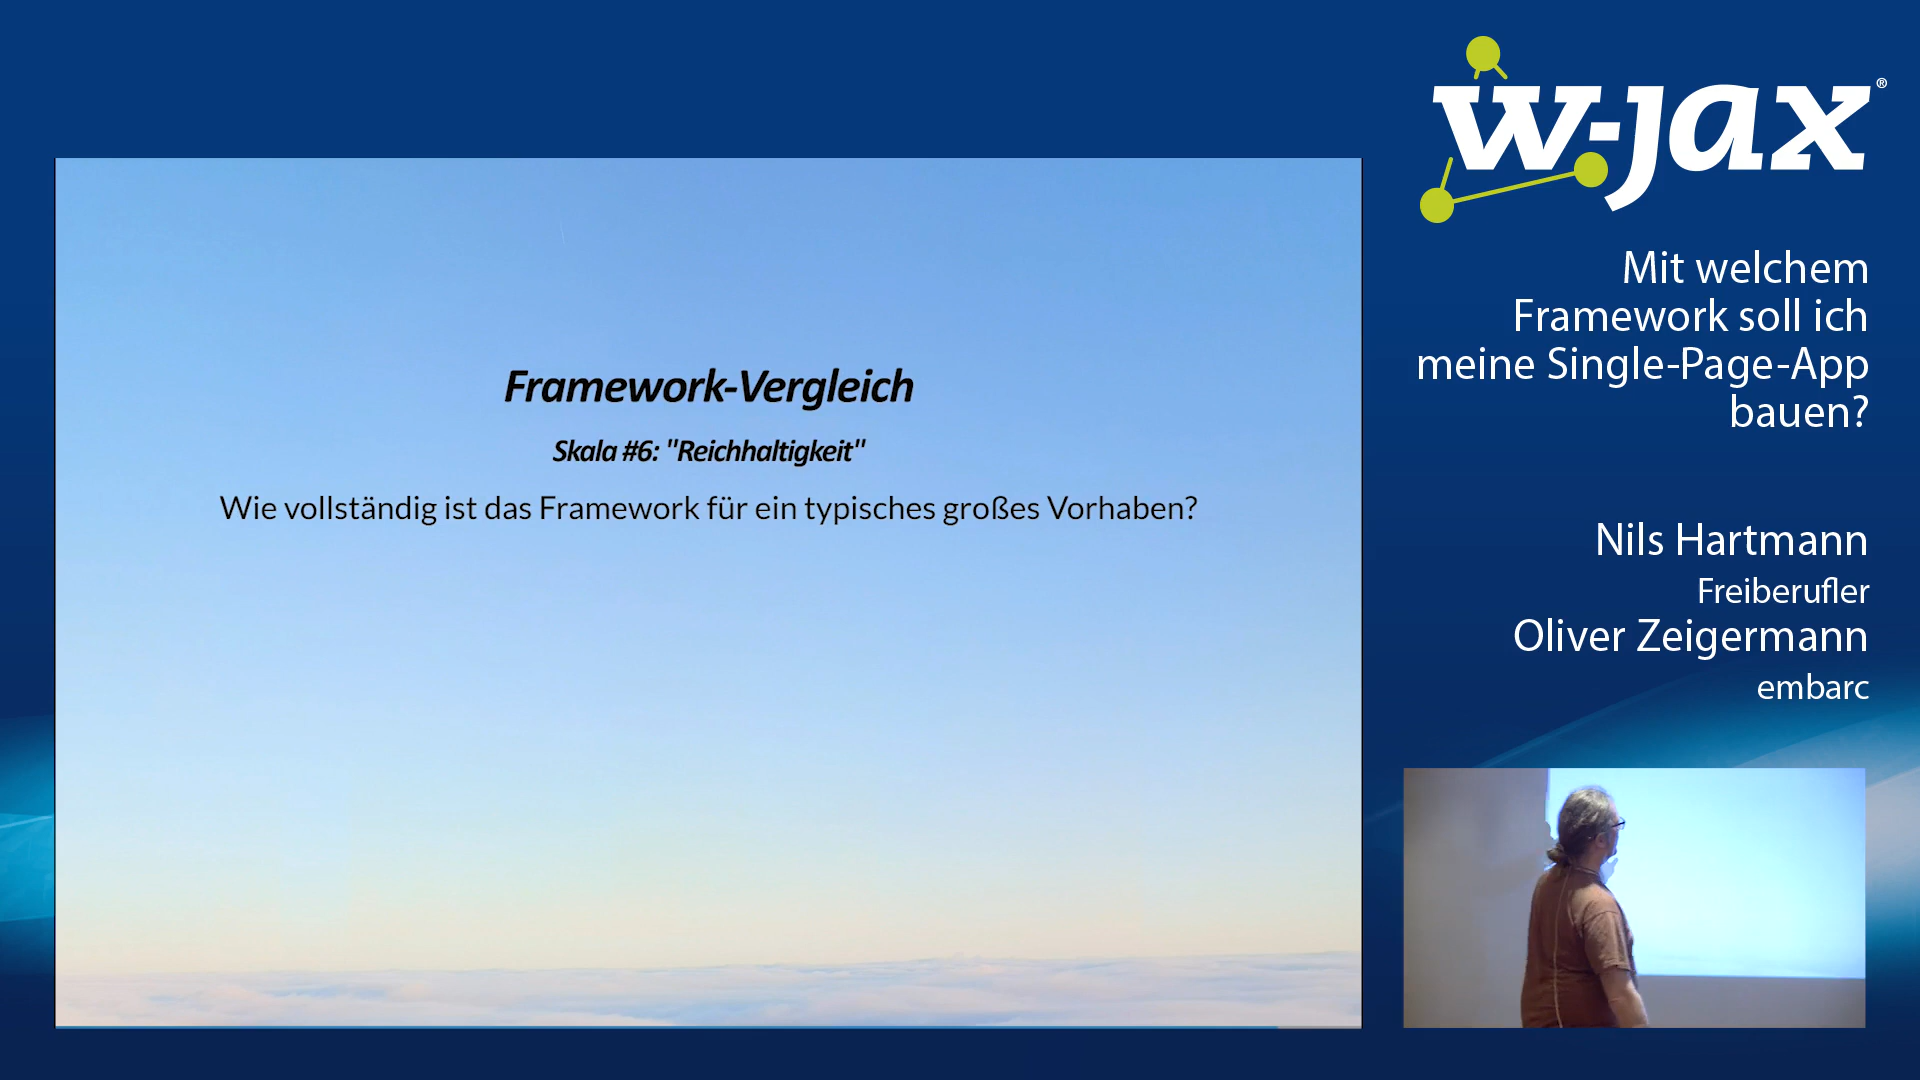 w-jax®
Mit welchem
Framework soll ich
meine Single-Page-App
bauen?
Nils Hartmann
Freiberufler
Oliver Zeigermann
embarc
Framework-Vergleich
Skala #6: "Reichhaltigkeit"
Wie vollständig ist das Framework für ein typisches großes Vorhaben?